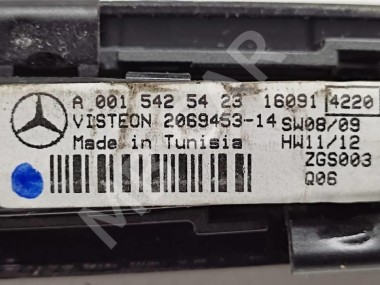 A 001 542 54 23 16091 4220
VISTEON 2069453-14 SW08/09
Made in Tunisia HW11/12
ZGS003
Q06